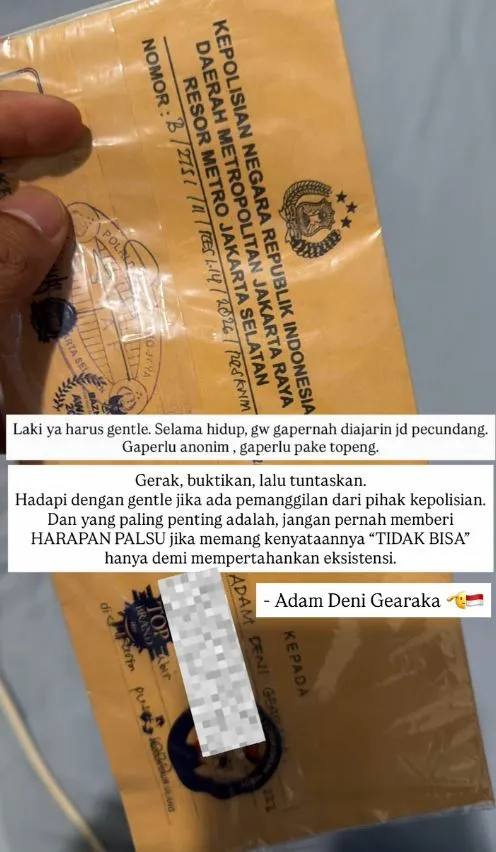 KEPOLISIAN NEGARA REPUBLIK INDONESIA
DAERAH METROPOLITAN JAKARTA RAYA
RESOR METRO JAKARTA SELATAN
NOMOR : B /
Laki ya harus gentle. Selama hidup, gw gapernah diajarin jd pecundang.
Gaperlu anonim , gaperlu pake topeng.
Gerak, buktikan, lalu tuntaskan.
Hadapi dengan gentle jika ada pemanggilan dari pihak kepolisian.
Dan yang paling penting adalah, jangan pernah memberi
HARAPAN PALSU jika memang kenyataannya “TIDAK BISA”
hanya demi mempertahankan eksistensi.
- Adam Deni Gearaka 🫡🇮🇩
KEPADA
ADAM DENI
TOP
BRAND